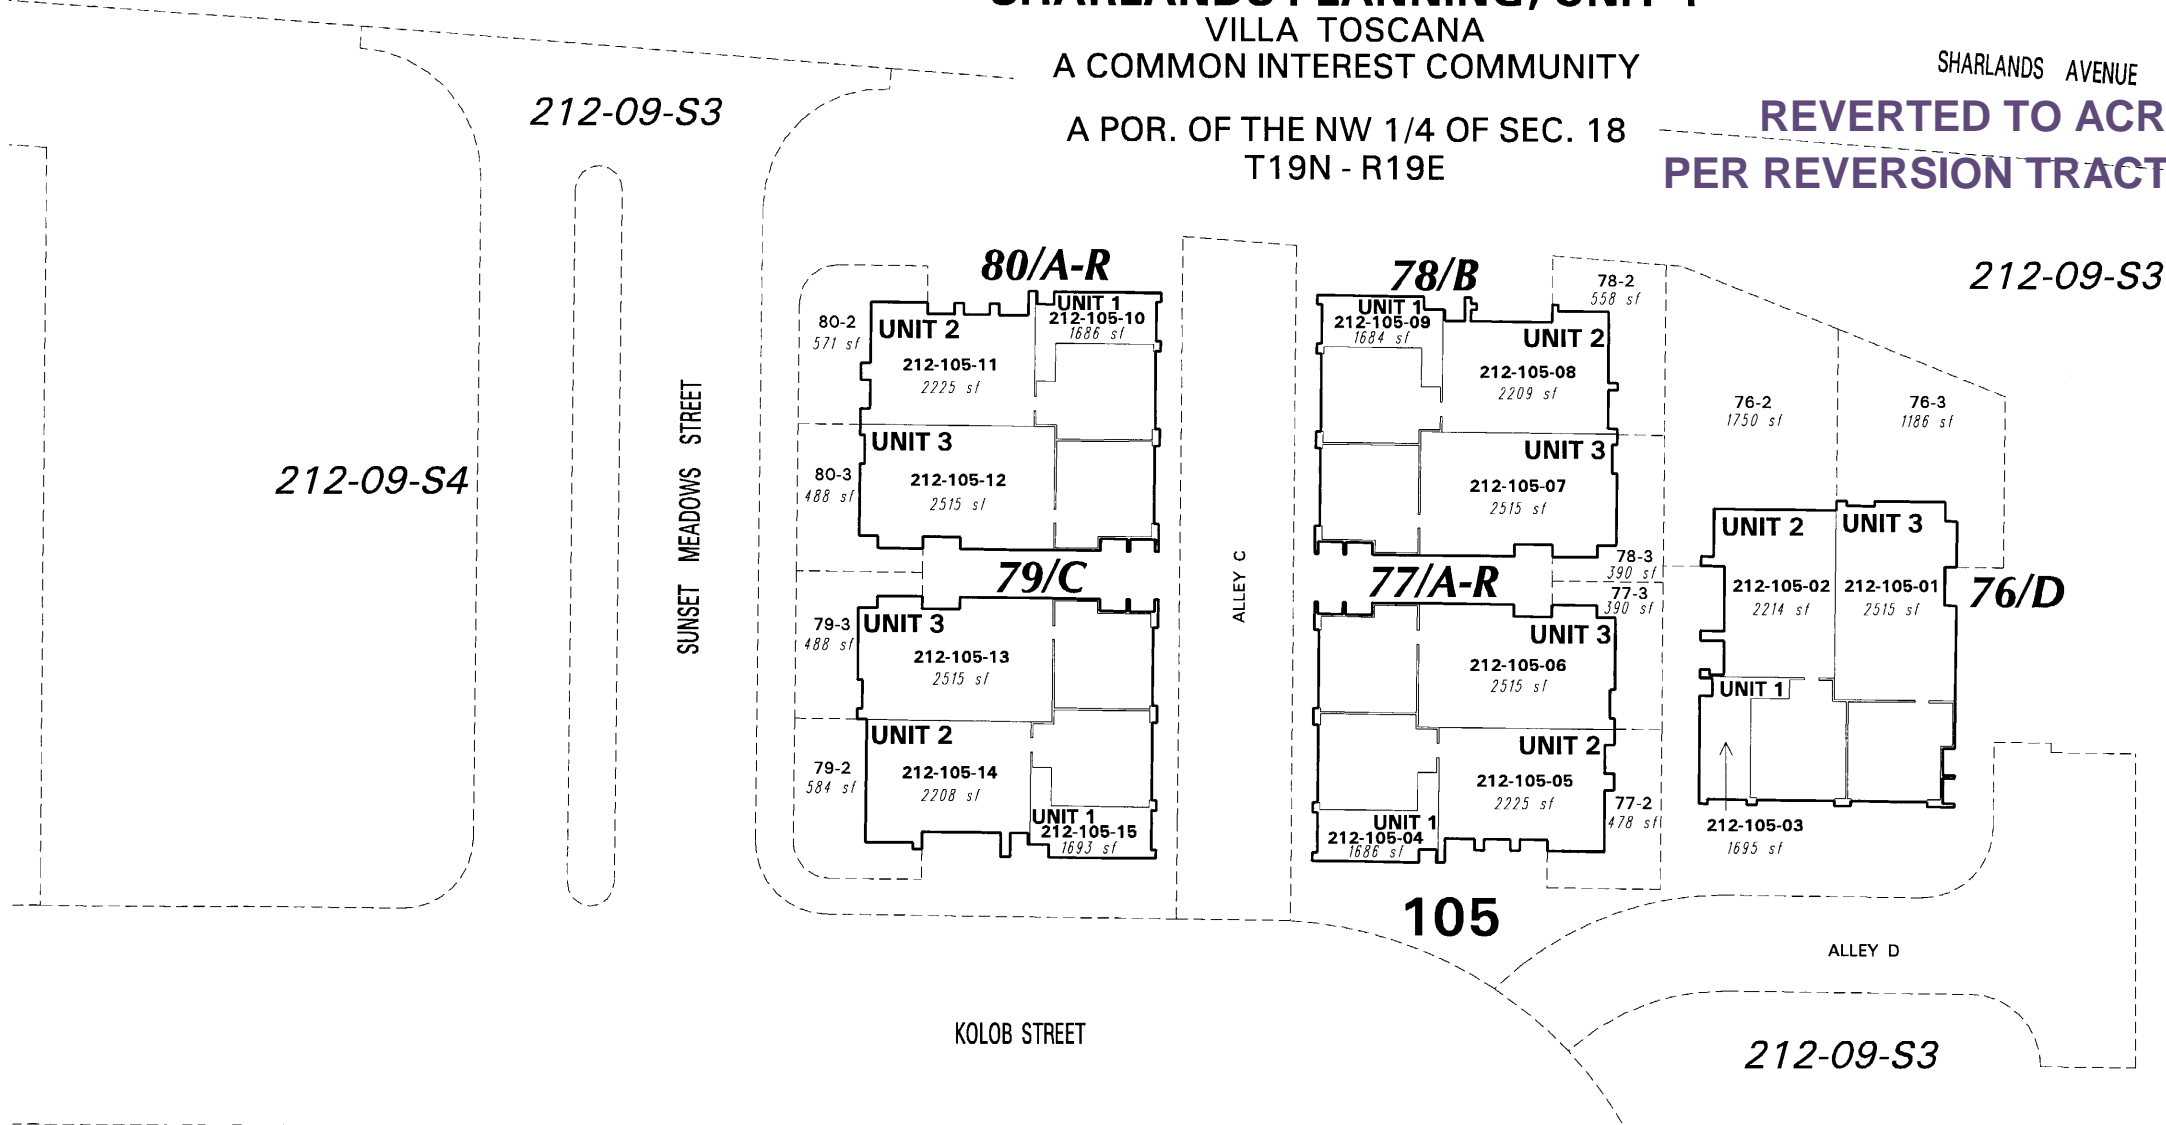 VILLA TOSCANA
A COMMON INTEREST COMMUNITY
A POR. OF THE NW 1/4 OF SEC. 18
T19N - R19E
SHARLANDS AVENUE
REVERTED TO ACR
PER REVERSION TRACT
212-09-S3
212-09-S3
212-09-S4
SUNSET MEADOWS STREET
80/A-R
80-2
571 sf
UNIT 2
212-105-11
2225 sf
UNIT 1
212-105-10
1686 sf
80-3
488 sf
UNIT 3
212-105-12
2515 sf
79/C
79-3
488 sf
UNIT 3
212-105-13
2515 sf
79-2
584 sf
UNIT 2
212-105-14
2208 sf
UNIT 1
212-105-15
1693 sf
ALLEY C
78/B
UNIT 1
212-105-09
1684 sf
78-2
558 sf
UNIT 2
212-105-08
2209 sf
UNIT 3
212-105-07
2515 sf
78-3
390 sf
77/A-R
77-3
390 sf
UNIT 3
212-105-06
2515 sf
UNIT 2
212-105-05
2225 sf
77-2
478 sf
UNIT 1
212-105-04
1686 sf
76-2
1750 sf
76-3
1186 sf
UNIT 2
212-105-02
2214 sf
UNIT 3
212-105-01
2515 sf
76/D
UNIT 1
212-105-03
1695 sf
105
ALLEY D
KOLOB STREET
212-09-S3